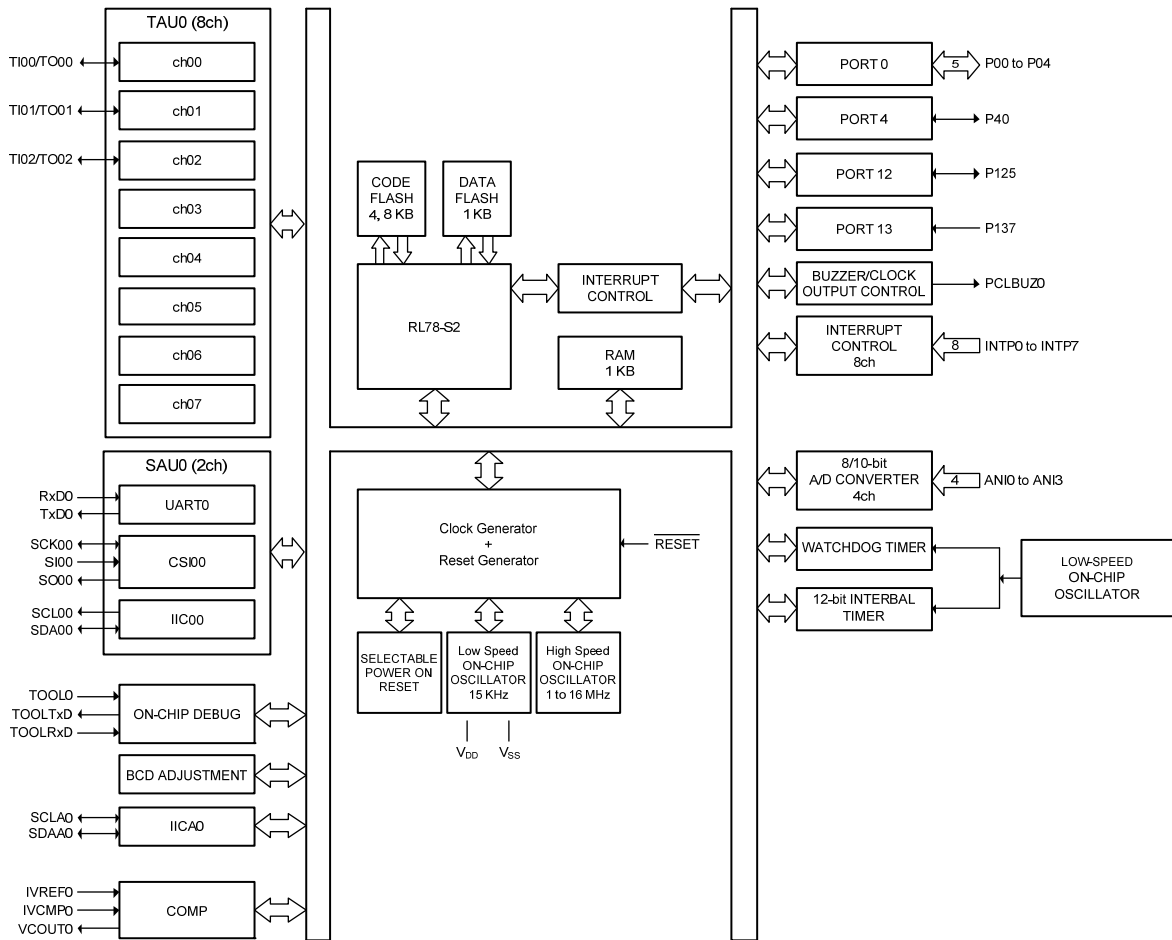 TAU0 (8ch)
TI00/TO00
ch00
TI01/TO01
ch01
TI02/TO02
ch02
ch03
ch04
ch05
ch06
ch07
SAU0 (2ch)
RxD0
TxD0
UART0
SCK00
SI00
SO00
CSI00
SCL00
SDA00
IIC00
TOOL0
TOOLTxD
TOOLRxD
ON-CHIP DEBUG
BCD ADJUSTMENT
SCLA0
SDAA0
IICA0
IVREF0
IVCMP0
VCOUT0
COMP
CODE
FLASH
4, 8 KB
DATA
FLASH
1 KB
RL78-S2
INTERRUPT
CONTROL
RAM
1 KB
Clock Generator
+
Reset Generator
RESET
SELECTABLE
POWER ON
RESET
Low Speed
ON-CHIP
OSCILLATOR
15 KHz
High Speed
ON-CHIP
OSCILLATOR
1 to 16 MHz
VDD
VSS
PORT 0
5
P00 to P04
PORT 4
P40
PORT 12
P125
PORT 13
P137
BUZZER/CLOCK
OUTPUT CONTROL
PCLBUZ0
INTERRUPT
CONTROL
8ch
8
INTP0 to INTP7
8/10-bit
A/D CONVERTER
4ch
4
ANI0 to ANI3
WATCHDOG TIMER
12-bit INTERBAL
TIMER
LOW-SPEED
ON-CHIP
OSCILLATOR